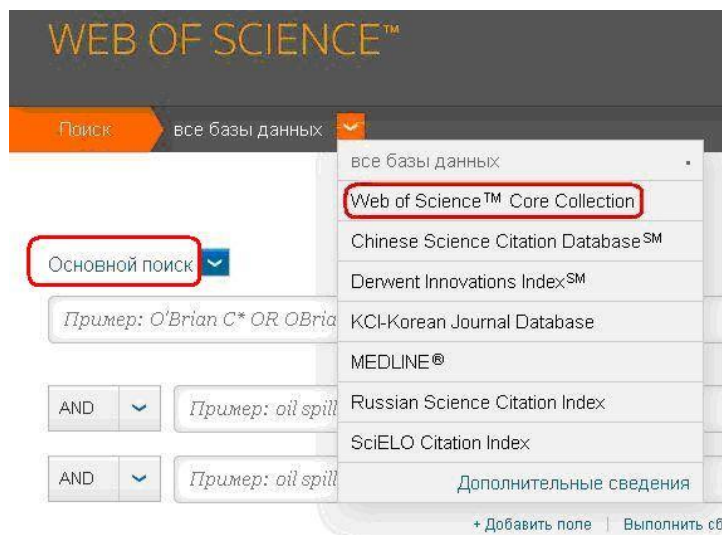 WEB OF SCIENCE™
Поиск все базы данных
все базы данных
Web of Science™ Core Collection
Chinese Science Citation Database℠
Основной поиск
Derwent Innovations Index℠
Пример: O'Brian C* OR OBria
KCI-Korean Journal Database
MEDLINE®
AND Пример: oil spill
Russian Science Citation Index
SciELO Citation Index
AND Пример: oil spill
Дополнительные сведения
+ Добавить поле | Выполнить сб